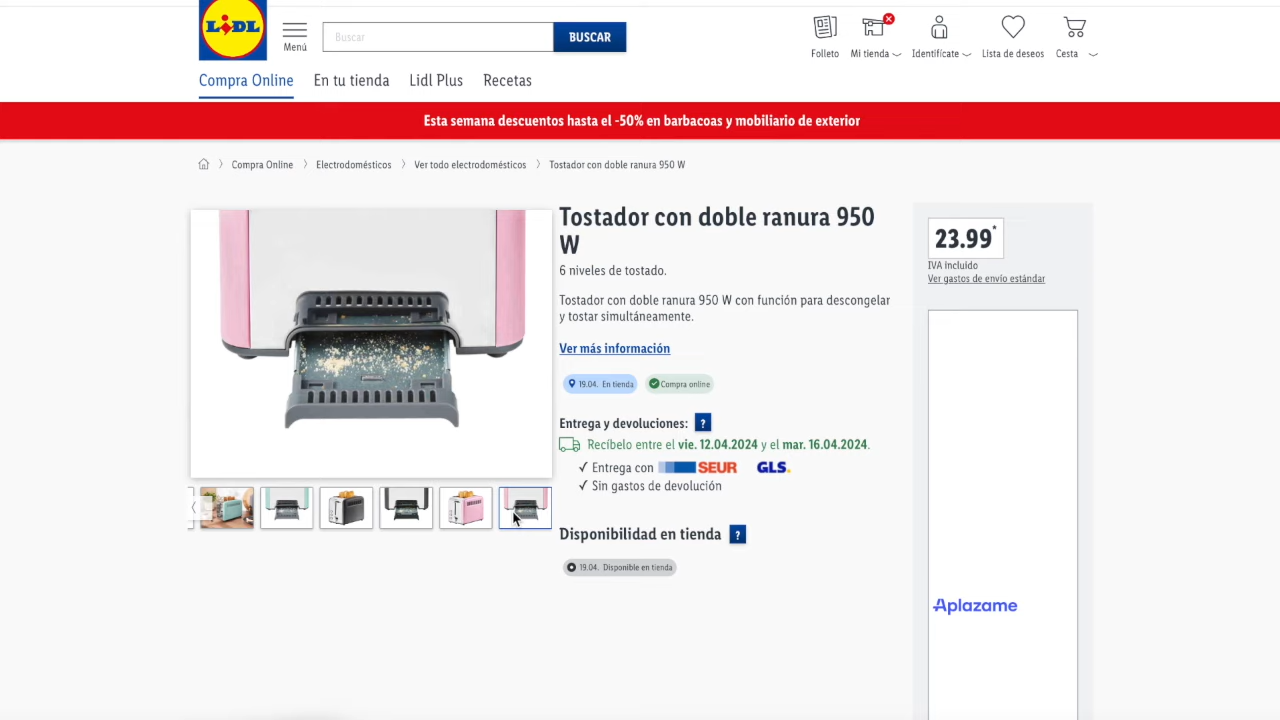 LIDL
Menú
Buscar
BUSCAR
Folleto
Mi tienda
Identifícate
Lista de deseos
Cesta
Compra Online
En tu tienda
Lidl Plus
Recetas
Esta semana descuentos hasta el -50% en barbacoas y mobiliario de exterior
Compra Online
Electrodomésticos
Ver todo electrodomésticos
Tostador con doble ranura 950 W
Tostador con doble ranura 950
W
6 niveles de tostado.
Tostador con doble ranura 950 W con función para descongelar
y tostar simultáneamente.
Ver más información
19.04. En tienda
Compra online
Entrega y devoluciones: ?
Recíbelo entre el vie. 12.04.2024 y el mar. 16.04.2024.
✓ Entrega con SEUR GLS.
✓ Sin gastos de devolución
Disponibilidad en tienda ?
19.04. Disponible en tienda
23.99*
IVA incluido
Ver gastos de envío estándar
Aplazame